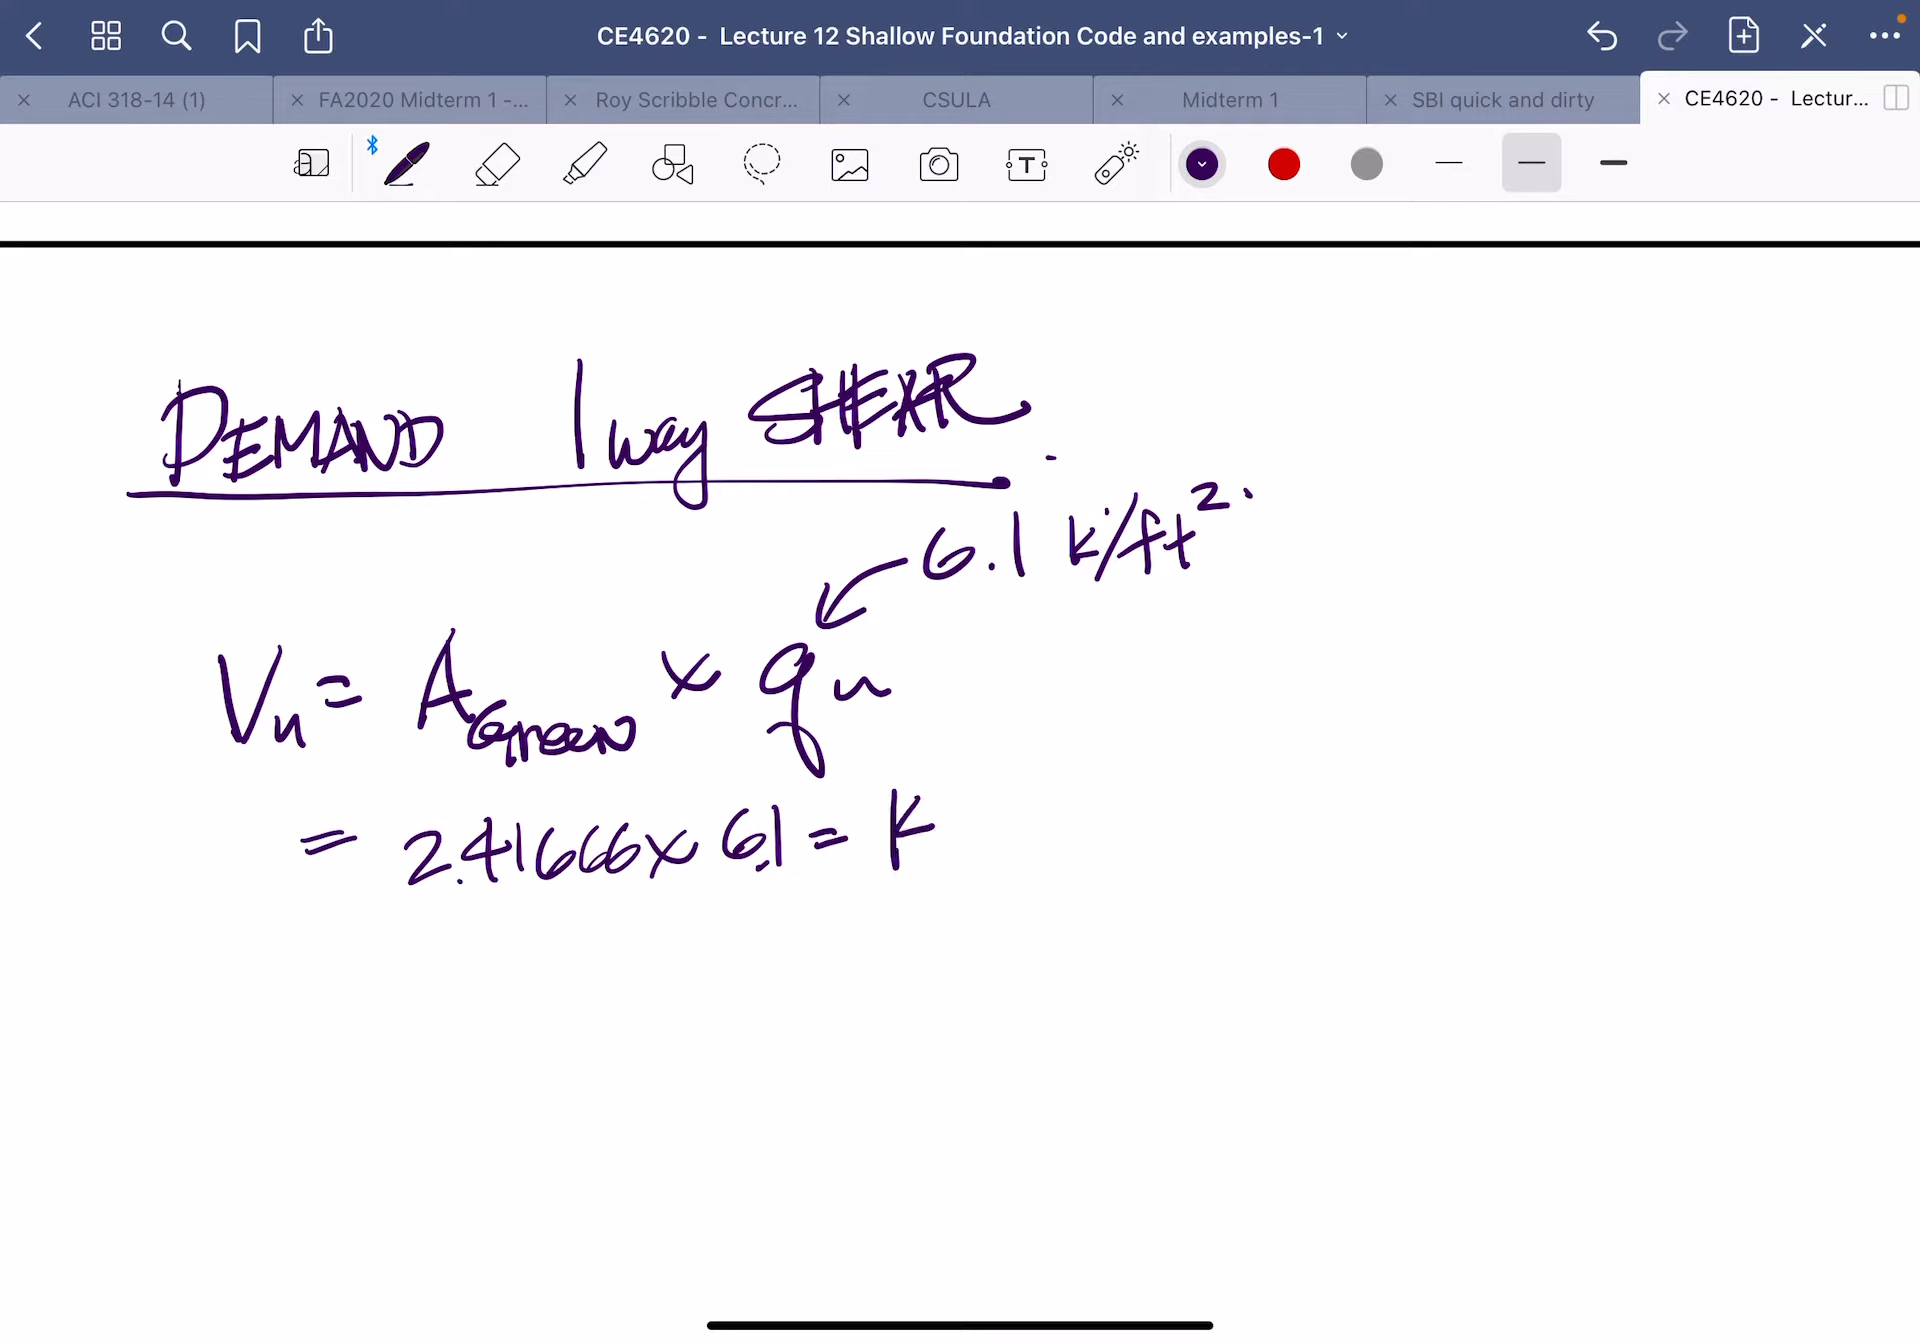 CE4620 - Lecture 12 Shallow Foundation Code and examples-1
ACI 318-14 (1)
FA2020 Midterm 1 -...
Roy Scribble Concr...
CSULA
Midterm 1
SBI quick and dirty
CE4620 - Lectur...
a
T
DEMAND 1 way SHEAR
6.1 k/ft²
Vu = A Green x qu
= 2.41666 x 6.1 = K